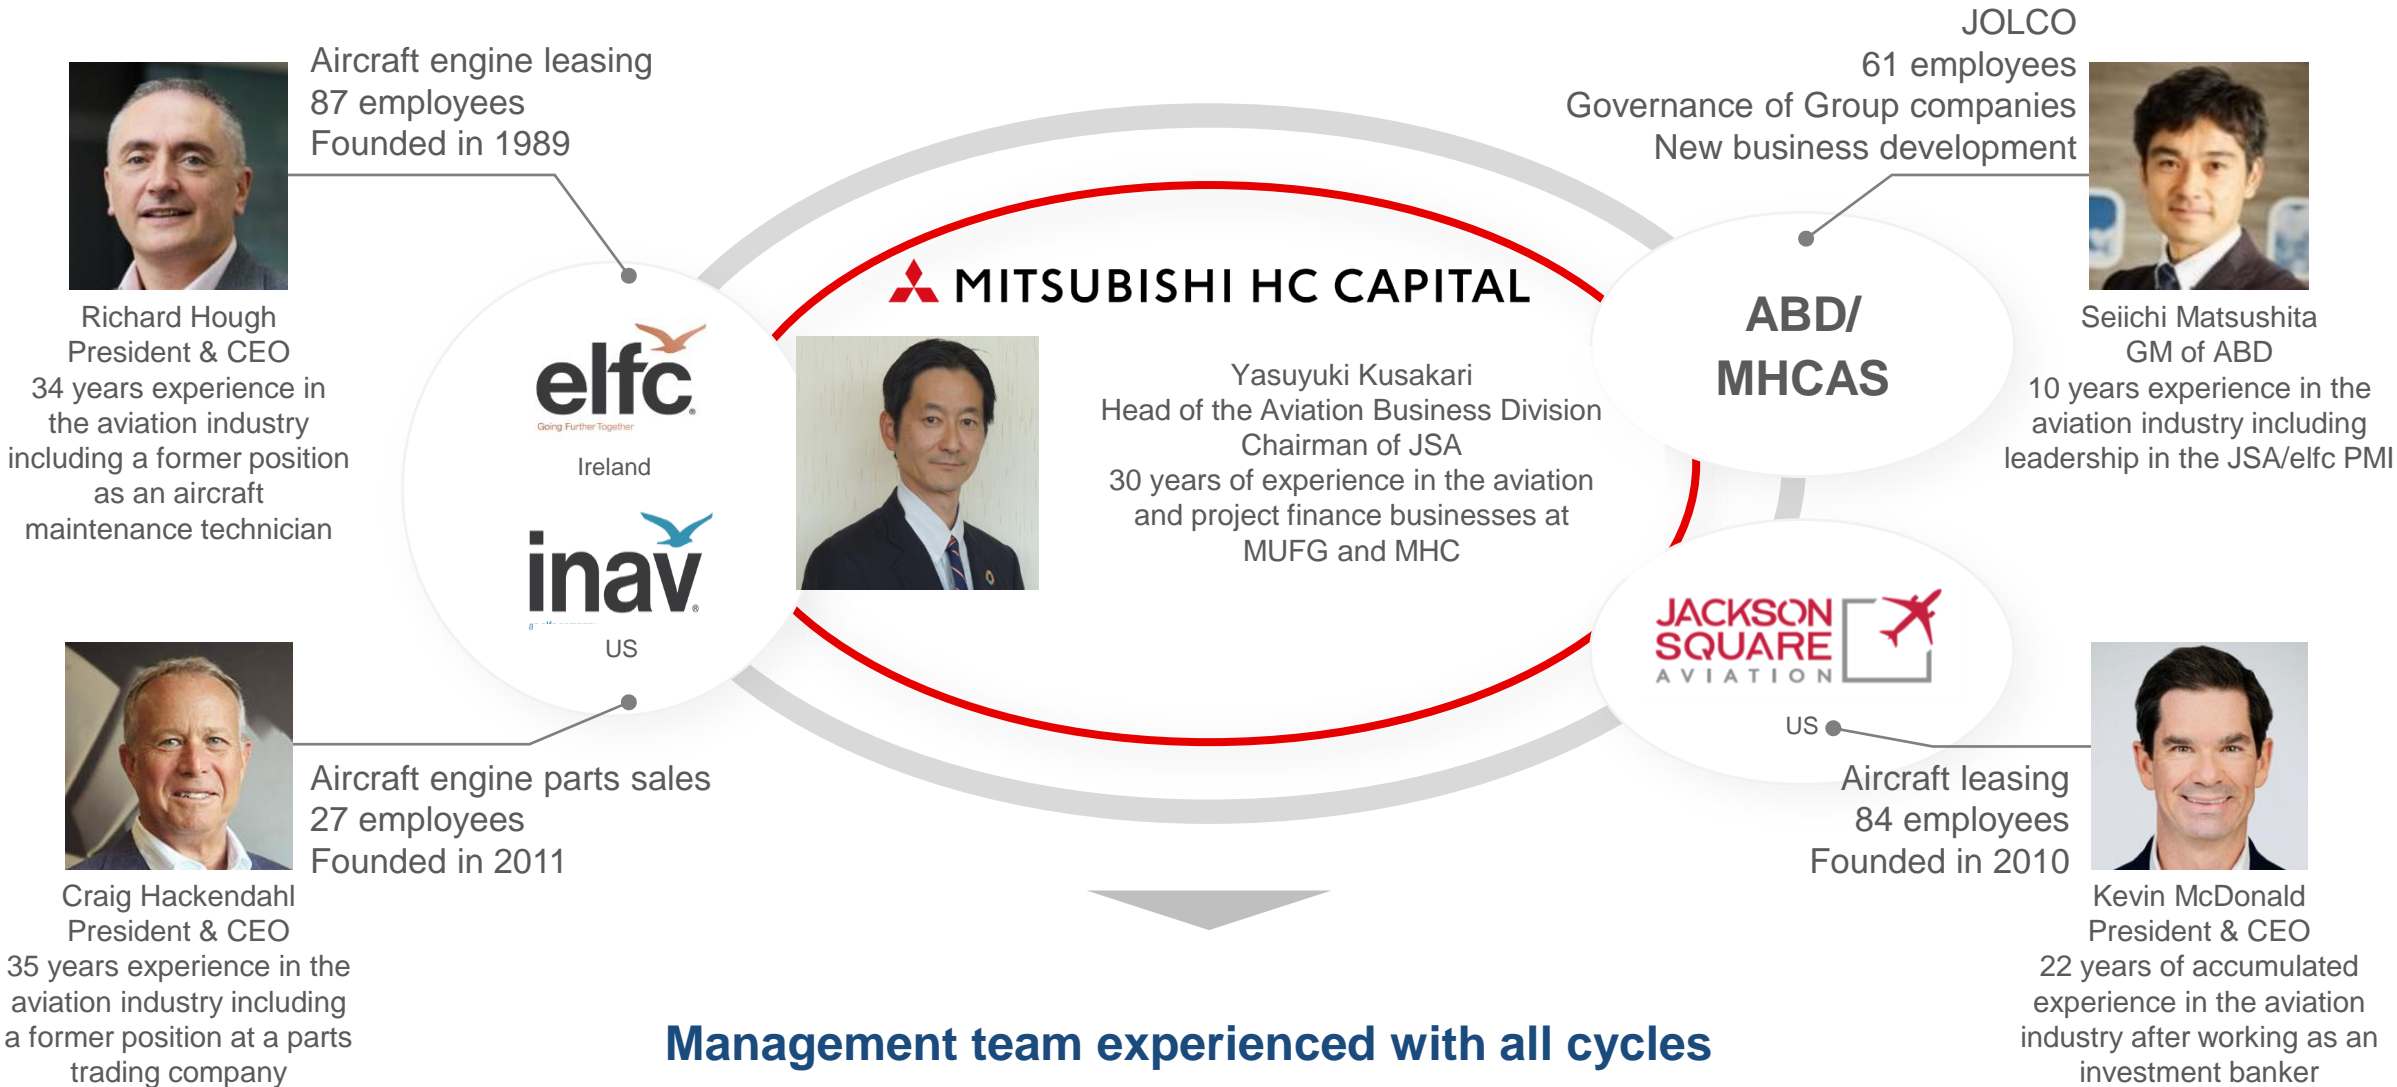 Aircraft engine leasing
87 employees
Founded in 1989
Richard Hough
President & CEO
34 years experience in
the aviation industry
including a former position
as an aircraft
maintenance technician
JOLCO
61 employees
Governance of Group companies
New business development
Seiichi Matsushita
GM of ABD
10 years experience in the
aviation industry including
leadership in the JSA/elfc PMI
MITSUBISHI HC CAPITAL
Yasuyuki Kusakari
Head of the Aviation Business Division
Chairman of JSA
30 years of experience in the aviation
and project finance businesses at
MUFG and MHC
elfc®
Going Further Together
Ireland
inav®
US
ABD/
MHCAS
JACKSON
SQUARE
AVIATION
US
Aircraft engine parts sales
27 employees
Founded in 2011
Craig Hackendahl
President & CEO
35 years experience in the
aviation industry including
a former position at a parts
trading company
Aircraft leasing
84 employees
Founded in 2010
Kevin McDonald
President & CEO
22 years of accumulated
experience in the aviation
industry after working as an
investment banker
Management team experienced with all cycles